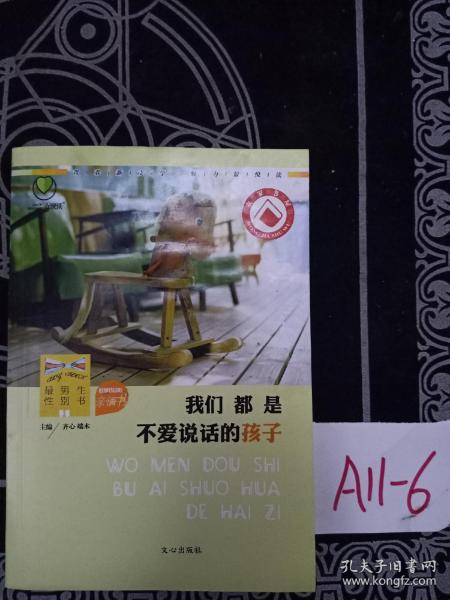 我们都是
不爱说话的孩子
最男生
性别书
主编/齐心 端木
WO MEN DOU SHI
BU AI SHUO HUA
DE HAI ZI
文心出版社
A11-6
孔夫子旧书网
www.kongfz.com